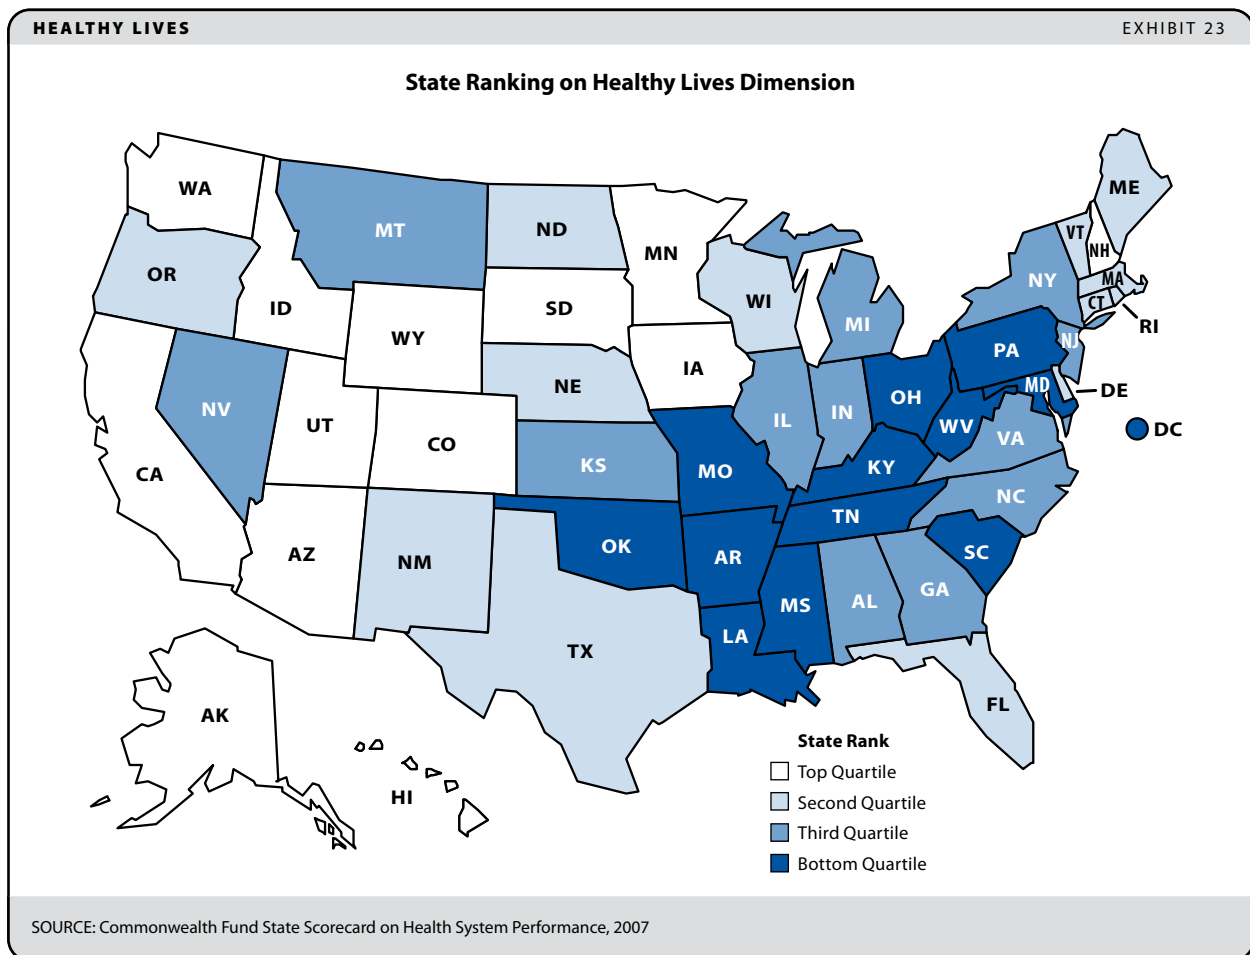 HEALTHY LIVES
EXHIBIT 23
State Ranking on Healthy Lives Dimension
WA
MT
ND
MN
ME
VT
NH
OR
ID
SD
WI
NY
MA
CT
RI
WY
MI
IA
PA
NJ
NE
NV
UT
CO
IL
IN
OH
MD
DE
WV
DC
CA
KS
MO
KY
VA
NC
AZ
NM
OK
TN
AR
SC
MS
AL
GA
LA
TX
FL
AK
HI
State Rank
Top Quartile
Second Quartile
Third Quartile
Bottom Quartile
SOURCE: Commonwealth Fund State Scorecard on Health System Performance, 2007